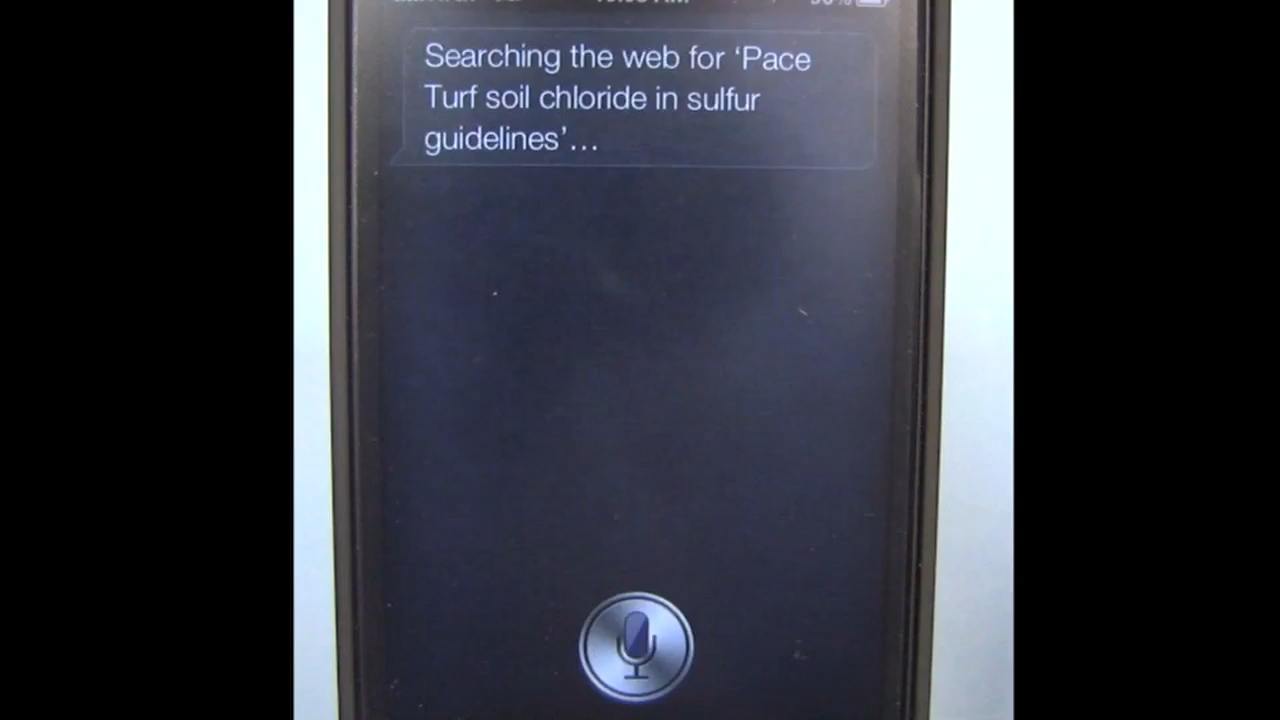 Searching the web for ‘Pace
Turf soil chloride in sulfur
guidelines’...